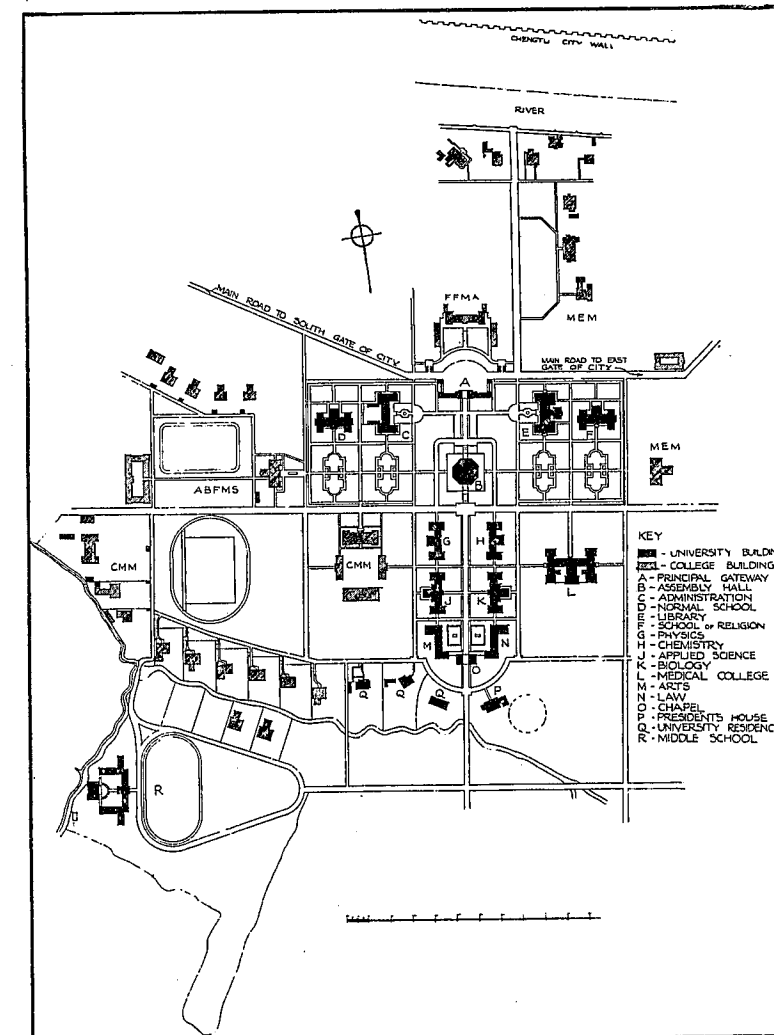 CHENGTU CITY WALL
RIVER
MAIN ROAD TO SOUTH GATE OF CITY
FFMA
MEM
MAIN ROAD TO EAST
GATE OF CITY
A
D
C
E
F
B
ABFMS
MEM
CMM
CMM
G
H
J
K
L
M
N
O
Q
Q
Q
P
R
KEY
- UNIVERSITY BUILDIN
- COLLEGE BUILDING
A - PRINCIPAL GATEWAY
B - ASSEMBLY HALL
C - ADMINISTRATION
D - NORMAL SCHOOL
E - LIBRARY
F - SCHOOL OF RELIGION
G - PHYSICS
H - CHEMISTRY
J - APPLIED SCIENCE
K - BIOLOGY
L - MEDICAL COLLEGE
M - ARTS
N - LAW
O - CHAPEL
P - PRESIDENTS HOUSE
Q - UNIVERSITY RESIDENC
R - MIDDLE SCHOOL